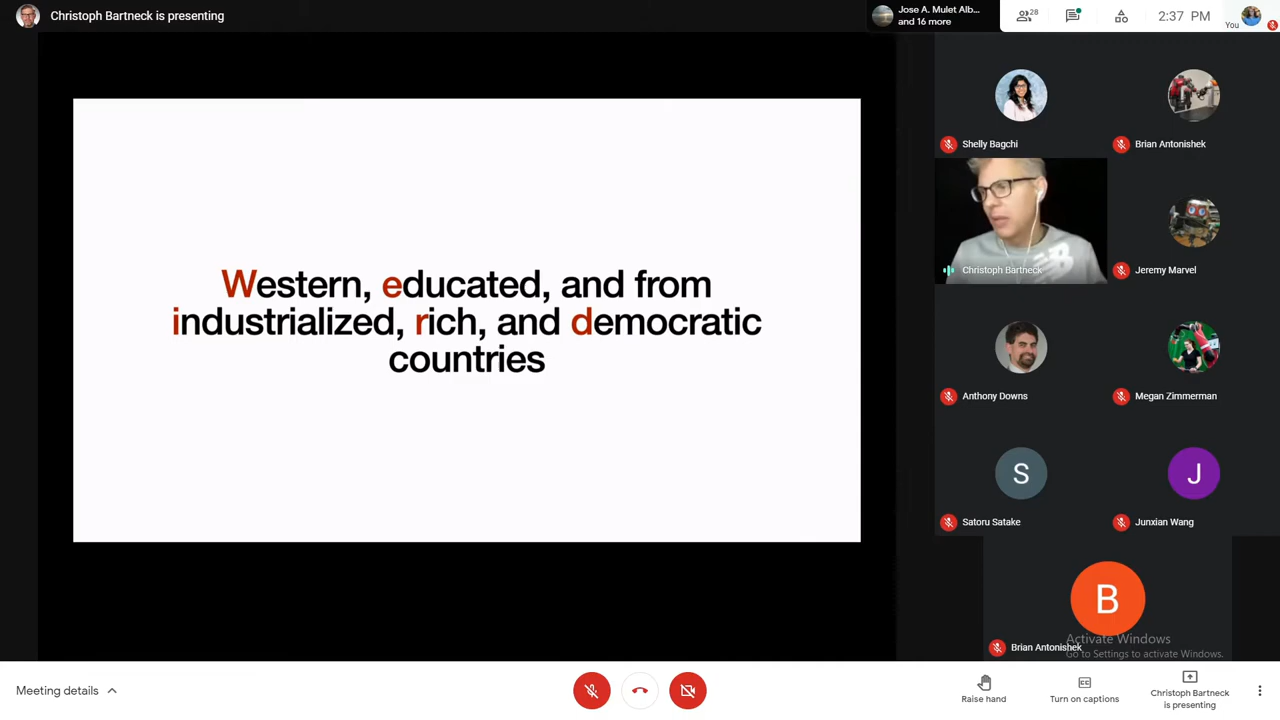 Christoph Bartneck is presenting
Jose A. Mulet Alb...
and 16 more
28
2:37 PM
You
Western, educated, and from
industrialized, rich, and democratic
countries
Shelly Bagchi
Brian Antonishek
Christoph Bartneck
Jeremy Marvel
Anthony Downs
Megan Zimmerman
S
J
Satoru Satake
Junxian Wang
B
Brian Antonishek
Activate Windows
Go to Settings to activate Windows.
Meeting details
Raise hand
Turn on captions
Christoph Bartneck
is presenting